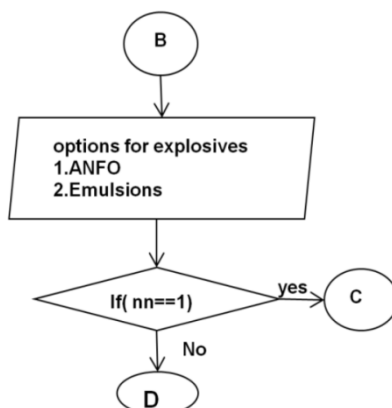 B
options for explosives
1.ANFO
2.Emulsions
If( nn==1)
yes
C
No
D